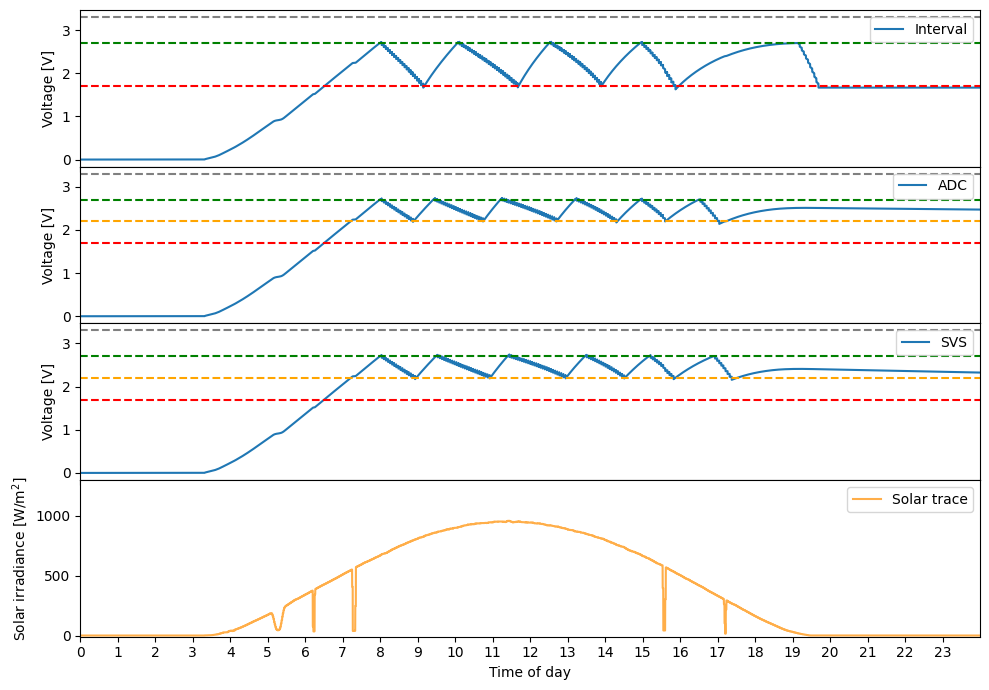 3
2
1
0
Voltage [V]
Interval
3
2
1
0
Voltage [V]
ADC
3
2
1
0
Voltage [V]
SVS
1000
500
0
Solar irradiance [W/m²]
Solar trace
0 1 2 3 4 5 6 7 8 9 10 11 12 13 14 15 16 17 18 19 20 21 22 23
Time of day